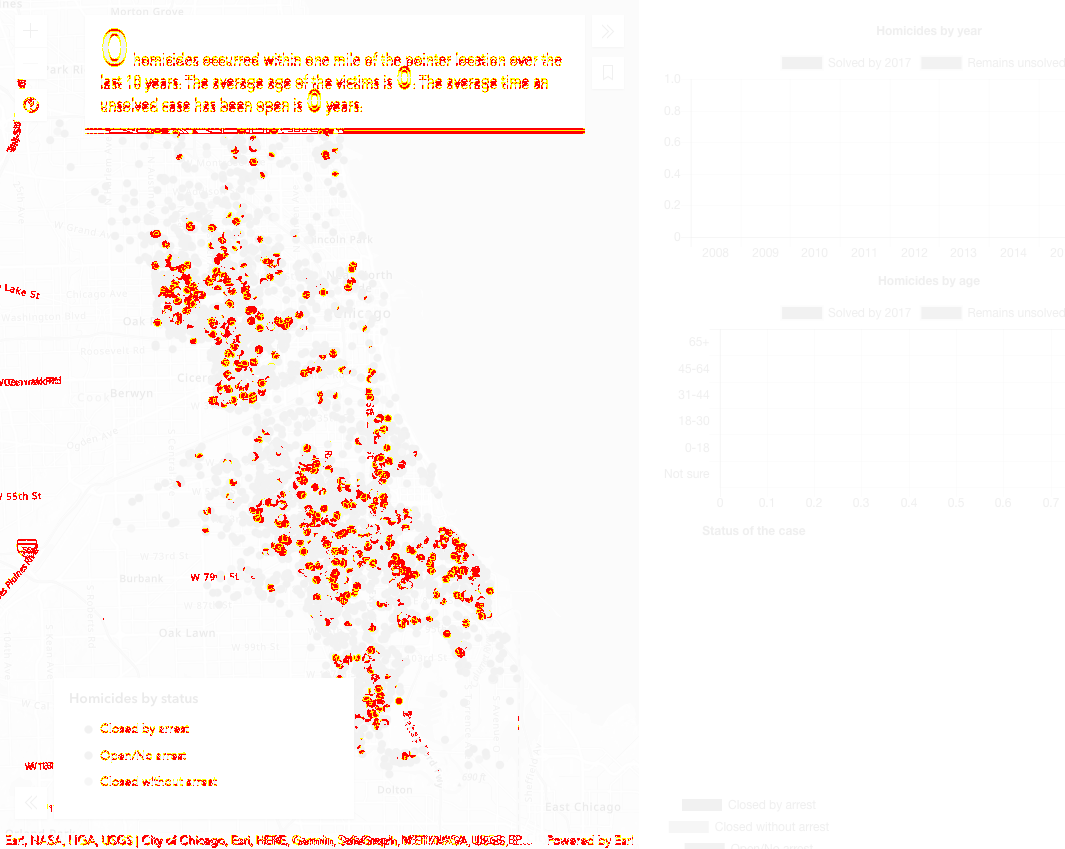 Morton Grove
Park Ri
0 homicides occurred within one mile of the pointer location over the
last 10 years. The average age of the victims is 0. The average time an
unsolved case has been open is 0 years.
W Grand Av
Lincoln Park
Lake St
Chicago Ave
Washington Blvd
Chicago
Oak
Roosevelt Rd
Cicero
Berwyn
Cook
Ogden Av
W 55th St
W 73rd St
Burbank
W 79th St
W 87th St
Oak Lawn
W 99th St
Homicides by status
Closed by arrest
Open/No arrest
Closed without arrest
Dolton
East Chicago
Esri, NASA, NGA, USGS | City of Chicago, Esri, HERE, Garmin, SafeGraph, METI/NASA, USGS, EP...
Powered by Esri
Homicides by year
Solved by 2017
Remains unsolved
1.0
0.8
0.6
0.4
0.2
0
2008 2009 2010 2011 2012 2013 2014 20
Homicides by age
Solved by 2017
Remains unsolved
65+
45-64
31-44
18-30
0-18
Not sure
0 0.1 0.2 0.3 0.4 0.5 0.6 0.7
Status of the case
Closed by arrest
Closed without arrest
Open/No arrest